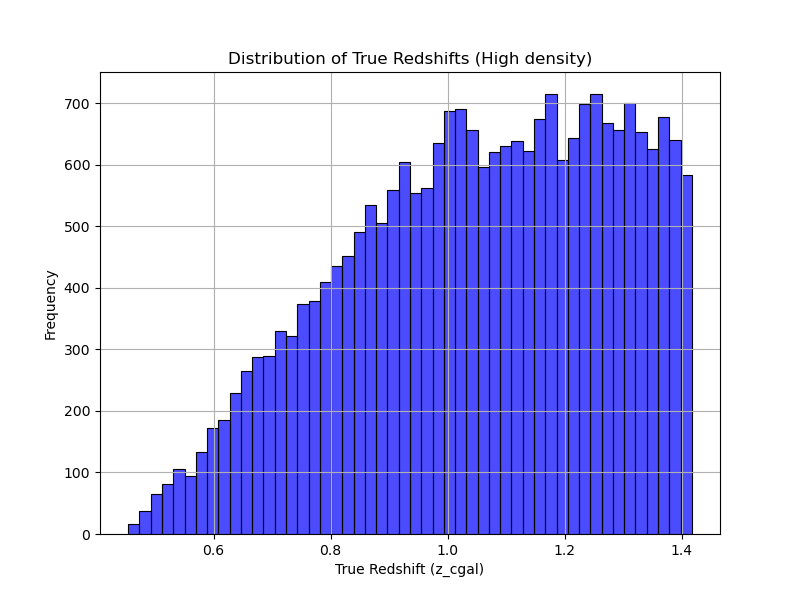 Distribution of True Redshifts (High density)
700
600
500
400
300
200
100
0
Frequency
0.6 0.8 1.0 1.2 1.4
True Redshift (z_cgal)